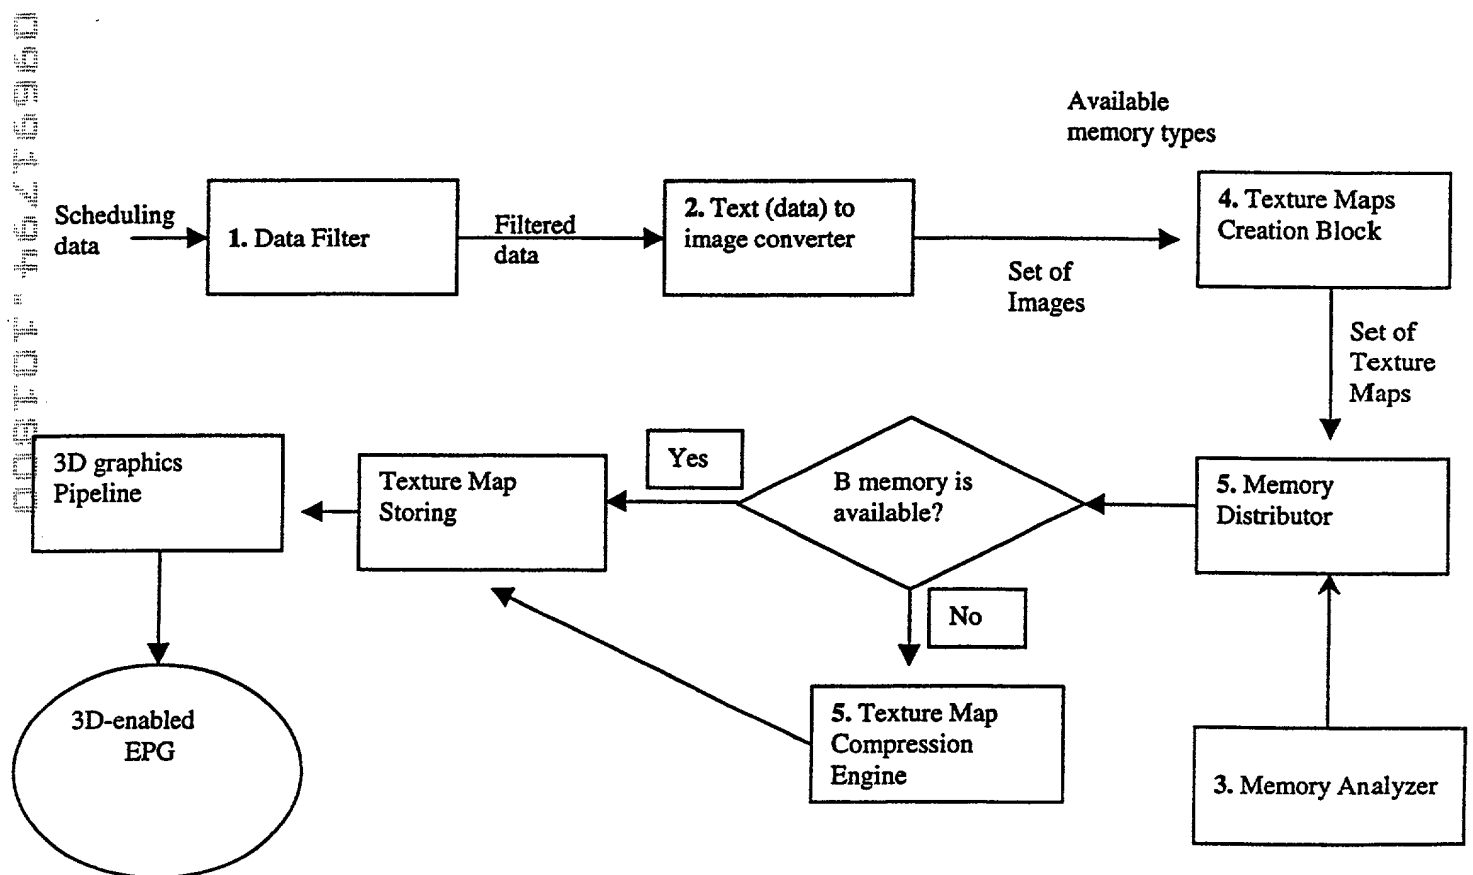 Available
memory types
Scheduling
data
1. Data Filter
Filtered
data
2. Text (data) to
image converter
Set of
Images
4. Texture Maps
Creation Block
Set of
Texture
Maps
3D graphics
Pipeline
Texture Map
Storing
Yes
B memory is
available?
5. Memory
Distributor
No
3D-enabled
EPG
5. Texture Map
Compression
Engine
3. Memory Analyzer